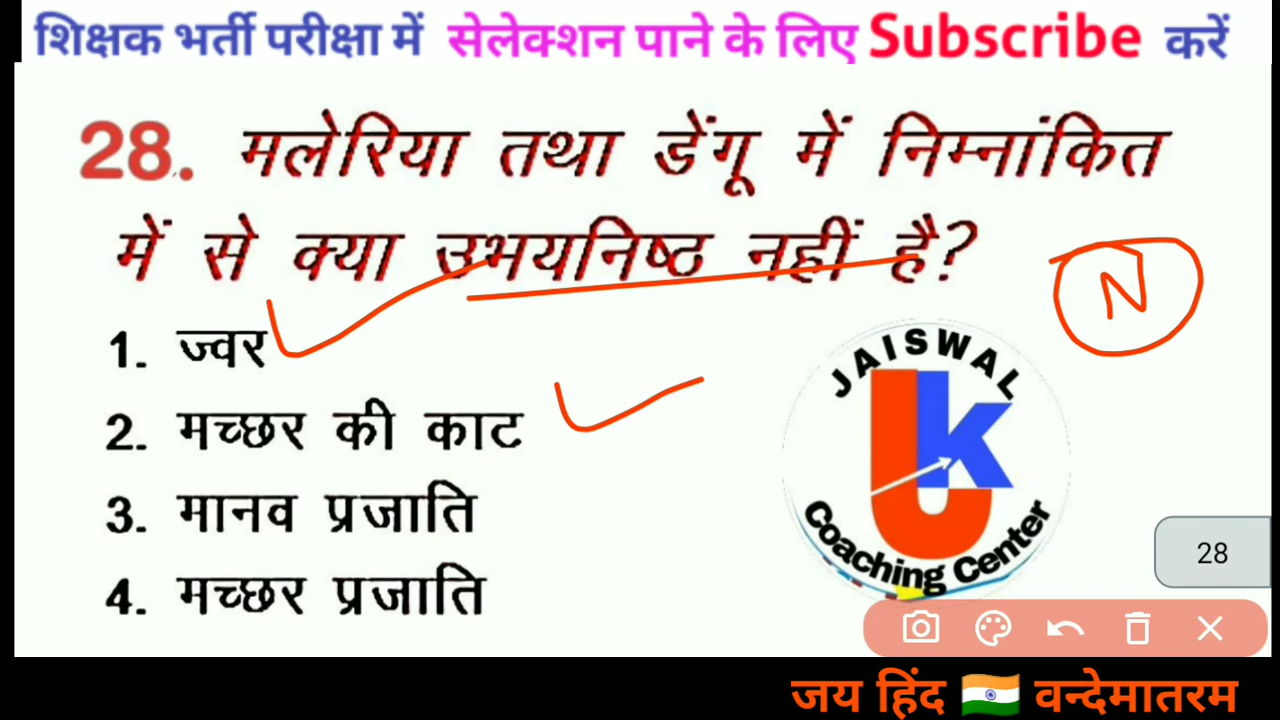 शिक्षक भर्ती परीक्षा में सेलेक्शन पाने के लिए Subscribe करें
28. मलेरिया तथा डेंगू में निम्नांकित
में से क्या उभयनिष्ठ नहीं है?
N
1. ज्वर
2. मच्छर की काट
3. मानव प्रजाति
4. मच्छर प्रजाति
JAISWAL
JK
Coaching Center
28
जय हिंद वन्देमातरम